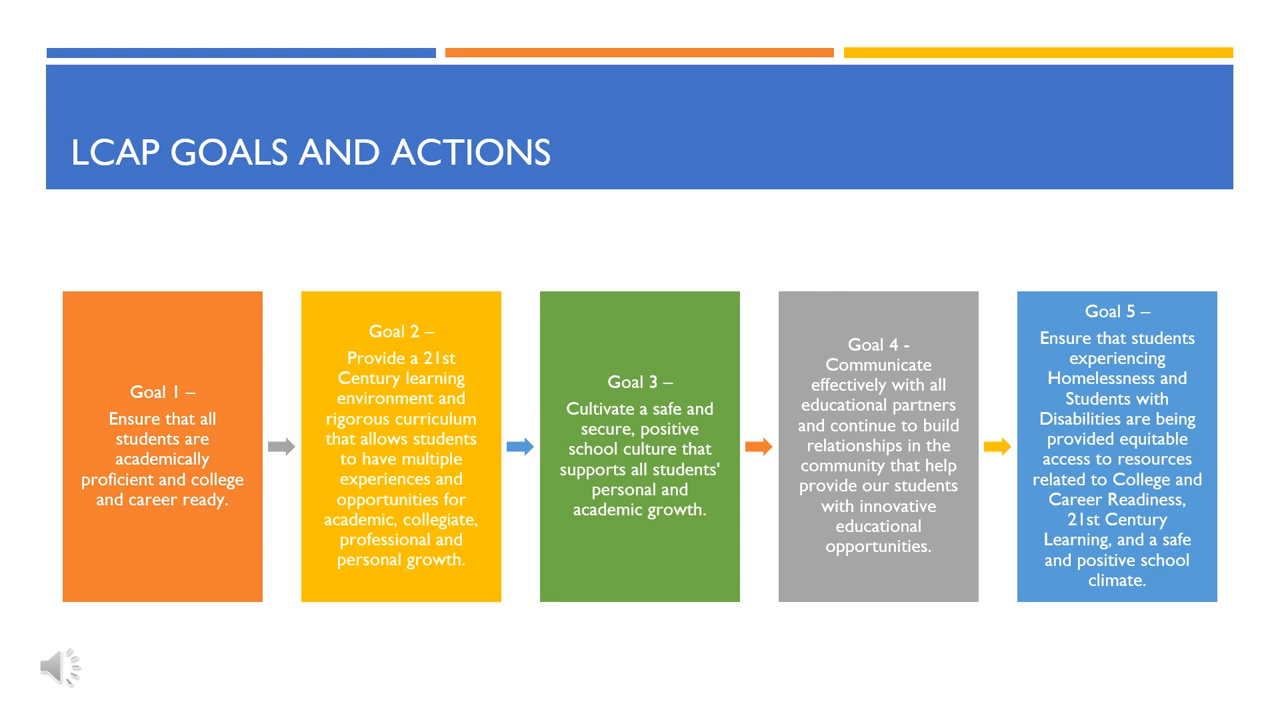 LCAP GOALS AND ACTIONS
Goal 1 –
Ensure that all
students are
academically
proficient and college
and career ready.
Goal 2 –
Provide a 21st
Century learning
environment and
rigorous curriculum
that allows students
to have multiple
experiences and
opportunities for
academic, collegiate,
professional and
personal growth.
Goal 3 –
Cultivate a safe and
secure, positive
school culture that
supports all students'
personal and
academic growth.
Goal 4 -
Communicate
effectively with all
educational partners
and continue to build
relationships in the
community that help
provide our students
with innovative
educational
opportunities.
Goal 5 –
Ensure that students
experiencing
Homelessness and
Students with
Disabilities are being
provided equitable
access to resources
related to College and
Career Readiness,
21st Century
Learning, and a safe
and positive school
climate.